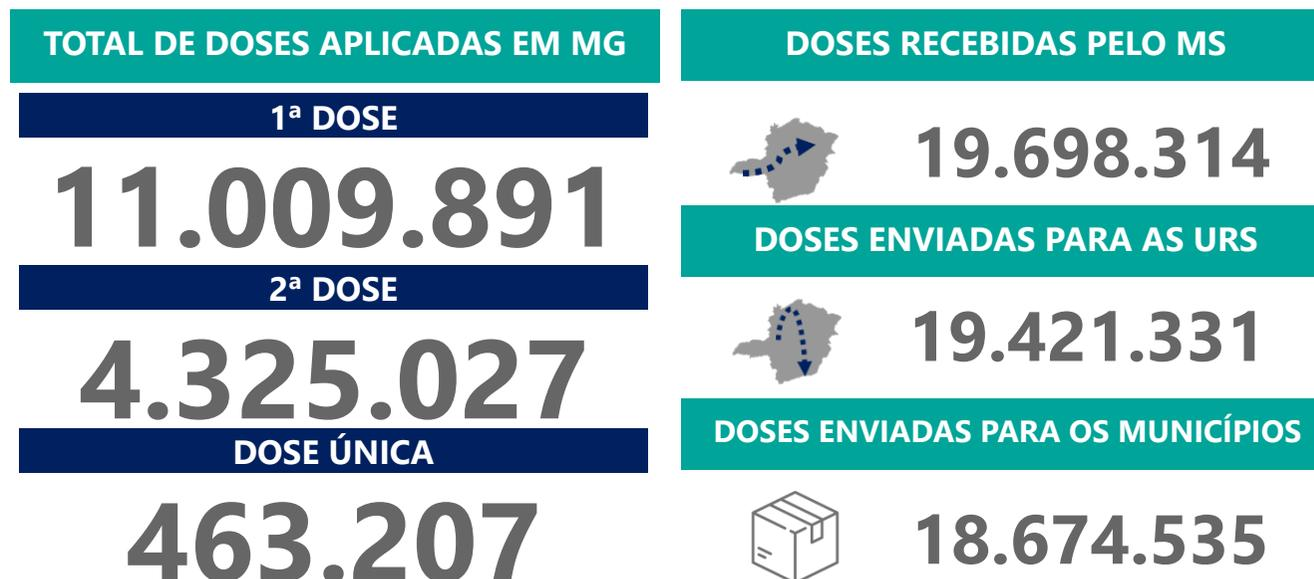 TOTAL DE DOSES APLICADAS EM MG
1ª DOSE
11.009.891
2ª DOSE
4.325.027
DOSE ÚNICA
463.207
DOSES RECEBIDAS PELO MS
19.698.314
DOSES ENVIADAS PARA AS URS
19.421.331
DOSES ENVIADAS PARA OS MUNICÍPIOS
18.674.535